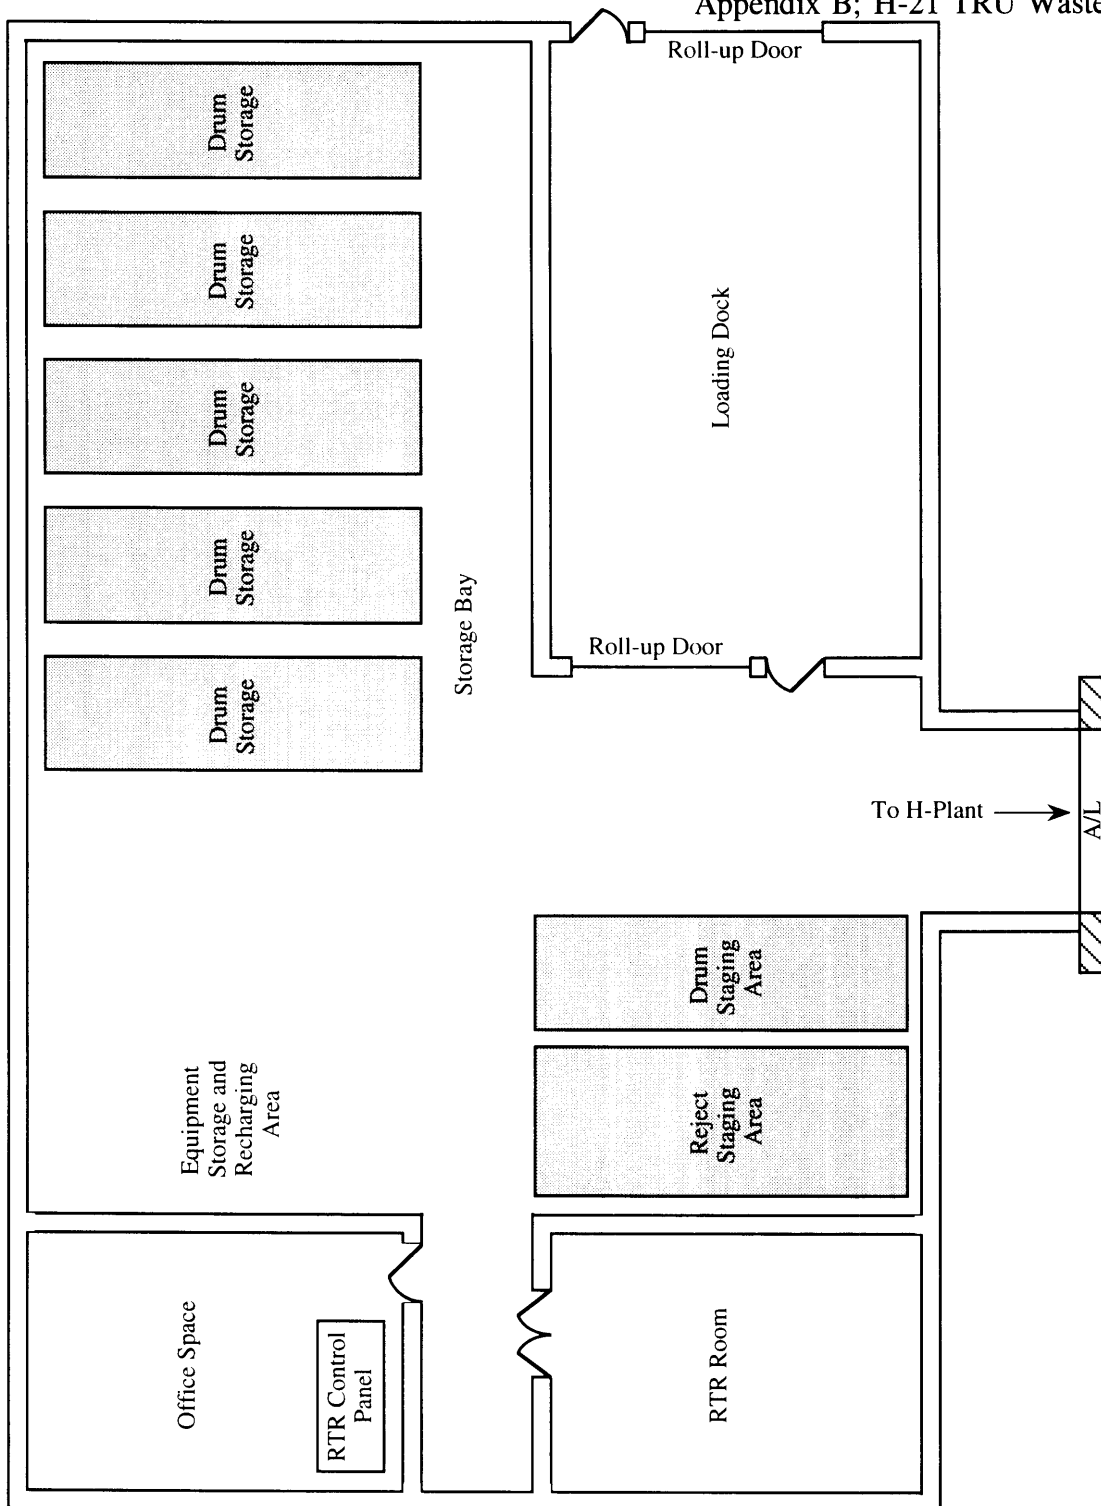 Appendix B; H-21 TRU Waste
Roll-up Door
Drum
Storage
Drum
Storage
Drum
Storage
Drum
Storage
Drum
Storage
Loading Dock
Storage Bay
Roll-up Door
To H-Plant
A/L
Drum
Staging
Area
Reject
Staging
Area
Equipment
Storage and
Recharging
Area
Office Space
RTR Control
Panel
RTR Room